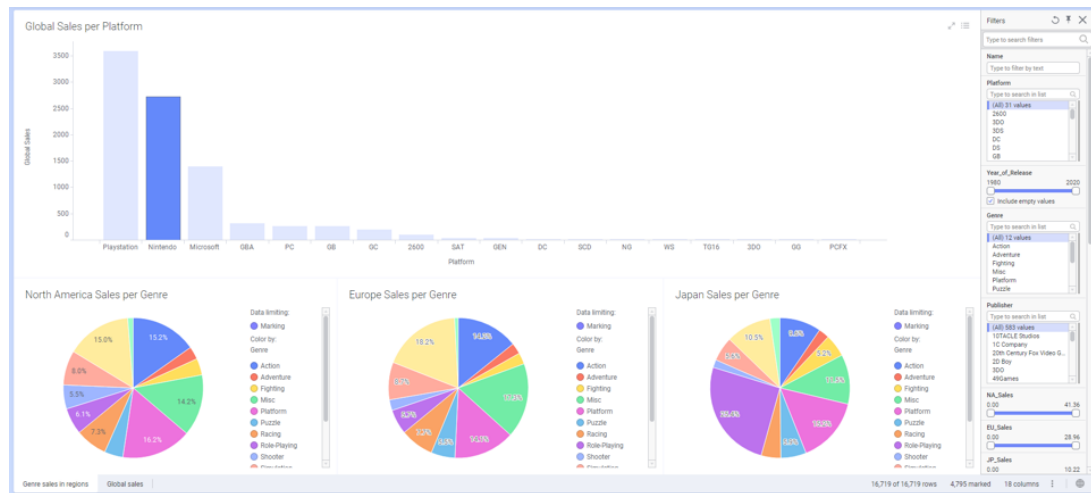 Global Sales per Platform
3500
3000
2500
2000
1500
1000
500
0
Global Sales
Playstation Nintendo Microsoft GBA PC GB GC 2600 SAT GEN DC SCD NG WS TG16 3DO GG PCFX
Platform
North America Sales per Genre
15.2%
14.2%
16.2%
7.3%
6.1%
5.5%
8.0%
15.0%
Data limiting:
Marking
Color by:
Genre
Action
Adventure
Fighting
Misc
Platform
Puzzle
Racing
Role-Playing
Shooter
Europe Sales per Genre
18.2%
Data limiting:
Marking
Color by:
Genre
Action
Adventure
Fighting
Misc
Platform
Puzzle
Racing
Role-Playing
Shooter
Japan Sales per Genre
5.2%
10.5%
Data limiting:
Marking
Color by:
Genre
Action
Adventure
Fighting
Misc
Platform
Puzzle
Racing
Role-Playing
Shooter
Filters
Type to search filters
Name
Type to filter by text
Platform
Type to search in list
(All) 31 values
2600
3DO
3DS
DC
DS
GB
Year_of_Release
1980 2020
Include empty values
Genre
Type to search in list
(All) 12 values
Action
Adventure
Fighting
Misc
Platform
Puzzle
Publisher
Type to search in list
(All) 583 values
10TACLE Studios
1C Company
20th Century Fox Video G...
2D Boy
3DO
49Games
NA_Sales
0.00 41.36
EU_Sales
0.00 28.96
JP_Sales
0.00 10.22
Genre sales in regions Global sales
16,719 of 16,719 rows 4,795 marked 18 columns